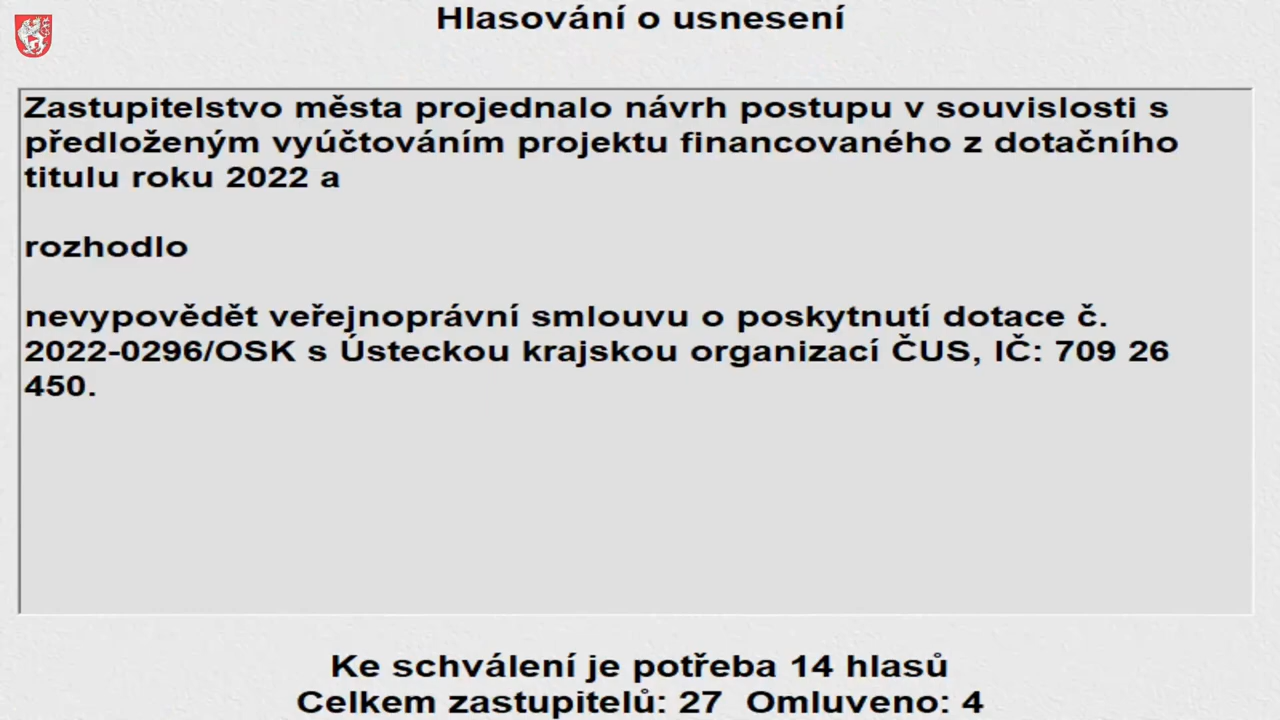 Hlasování o usnesení
Zastupitelstvo města projednalo návrh postupu v souvislosti s
předloženým vyúčtováním projektu financovaného z dotačního
titulu roku 2022 a
rozhodlo
nevypovědět veřejnoprávní smlouvu o poskytnutí dotace č.
2022-0296/OSK s Ústeckou krajskou organizací ČUS, IČ: 709 26
450.
Ke schválení je potřeba 14 hlasů
Celkem zastupitelů: 27 Omluveno: 4